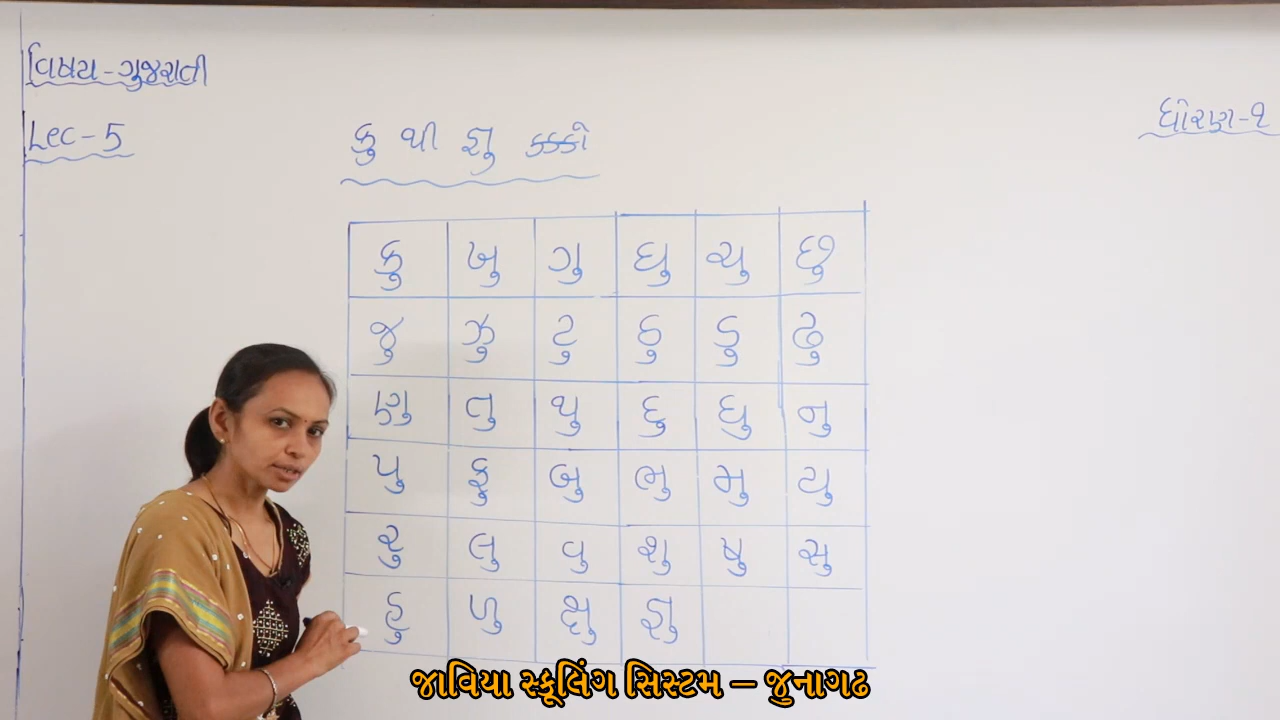 વિષય - ગુજરાતી
ધોરણ - ૧
Lec - 5
કુ થી જ્ઞુ કક્કો
કુ ખુ ગુ ઘુ ચુ છુ
જુ ઝુ ટુ ઠુ ડુ ઢુ
ણુ તુ થુ દુ ધુ નુ
પુ ફુ બુ ભુ મુ યુ
રુ લુ વુ શુ ષુ સુ
હુ ળુ ક્ષુ જ્ઞુ
જાવિયા સ્કૂલિંગ સિસ્ટમ – જુનાગઢ